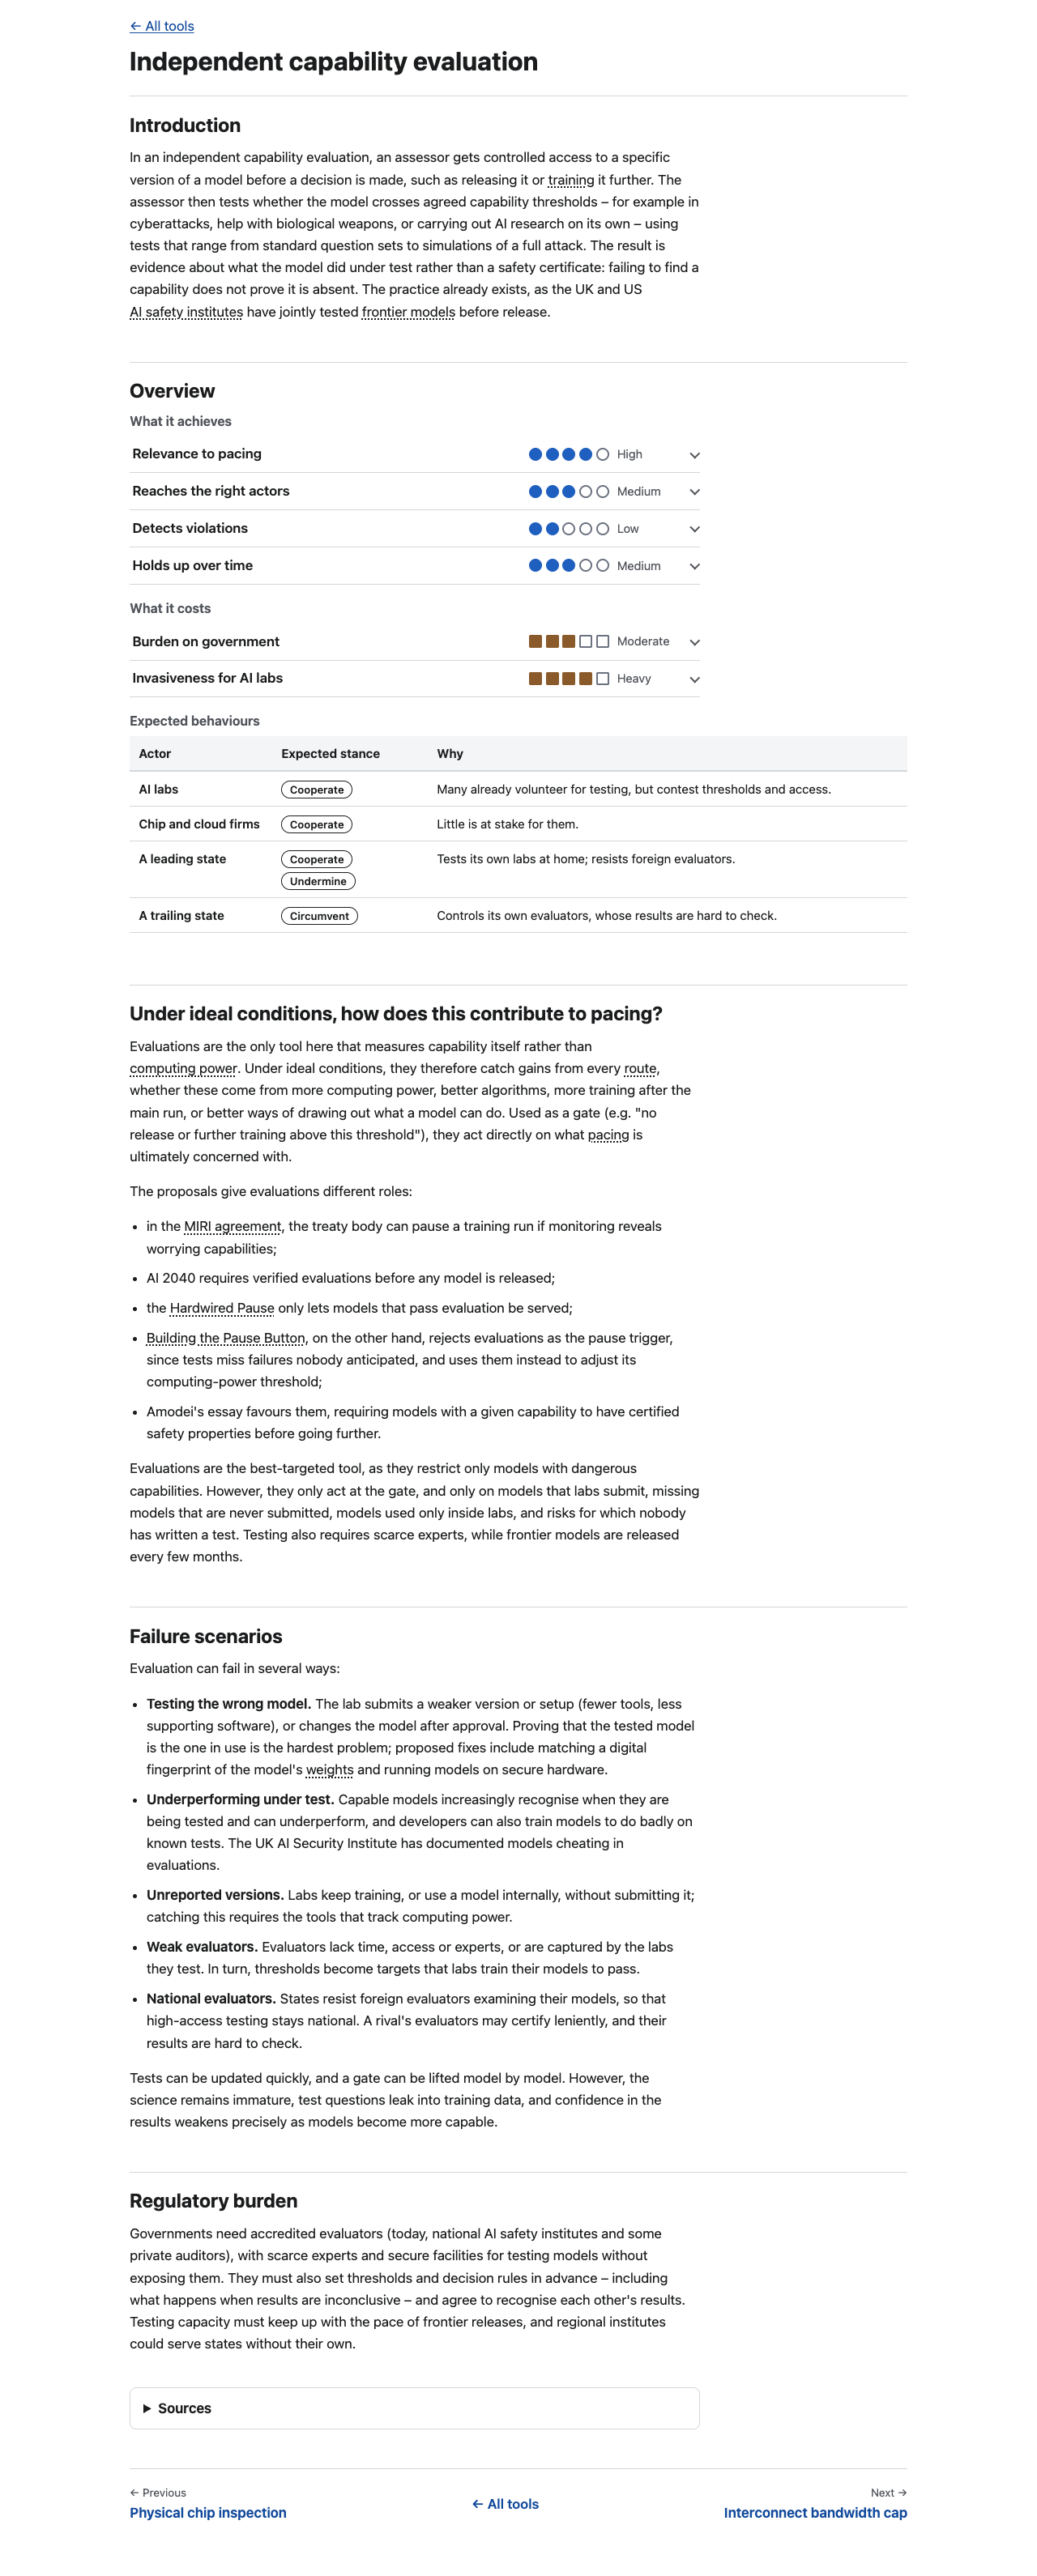 ← All tools
Independent capability evaluation
Introduction
In an independent capability evaluation, an assessor gets controlled access to a specific
version of a model before a decision is made, such as releasing it or training it further. The
assessor then tests whether the model crosses agreed capability thresholds – for example in
cyberattacks, help with biological weapons, or carrying out AI research on its own – using
tests that range from standard question sets to simulations of a full attack. The result is
evidence about what the model did under test rather than a safety certificate: failing to find a
capability does not prove it is absent. The practice already exists, as the UK and US
AI safety institutes have jointly tested frontier models before release.
Overview
What it achieves
Relevance to pacing High
Reaches the right actors Medium
Detects violations Low
Holds up over time Medium
What it costs
Burden on government Moderate
Invasiveness for AI labs Heavy
Expected behaviours
Actor Expected stance Why
AI labs Cooperate Many already volunteer for testing, but contest thresholds and access.
Chip and cloud firms Cooperate Little is at stake for them.
A leading state Cooperate Tests its own labs at home; resists foreign evaluators.
Undermine
A trailing state Circumvent Controls its own evaluators, whose results are hard to check.
Under ideal conditions, how does this contribute to pacing?
Evaluations are the only tool here that measures capability itself rather than
computing power. Under ideal conditions, they therefore catch gains from every route,
whether these come from more computing power, better algorithms, more training after the
main run, or better ways of drawing out what a model can do. Used as a gate (e.g. "no
release or further training above this threshold"), they act directly on what pacing is
ultimately concerned with.
The proposals give evaluations different roles:
• in the MIRI agreement, the treaty body can pause a training run if monitoring reveals
worrying capabilities;
• AI 2040 requires verified evaluations before any model is released;
• the Hardwired Pause only lets models that pass evaluation be served;
• Building the Pause Button, on the other hand, rejects evaluations as the pause trigger,
since tests miss failures nobody anticipated, and uses them instead to adjust its
computing-power threshold;
• Amodei's essay favours them, requiring models with a given capability to have certified
safety properties before going further.
Evaluations are the best-targeted tool, as they restrict only models with dangerous
capabilities. However, they only act at the gate, and only on models that labs submit, missing
models that are never submitted, models used only inside labs, and risks for which nobody
has written a test. Testing also requires scarce experts, while frontier models are released
every few months.
Failure scenarios
Evaluation can fail in several ways:
• Testing the wrong model. The lab submits a weaker version or setup (fewer tools, less
supporting software), or changes the model after approval. Proving that the tested model
is the one in use is the hardest problem; proposed fixes include matching a digital
fingerprint of the model's weights and running models on secure hardware.
• Underperforming under test. Capable models increasingly recognise when they are
being tested and can underperform, and developers can also train models to do badly on
known tests. The UK AI Security Institute has documented models cheating in
evaluations.
• Unreported versions. Labs keep training, or use a model internally, without submitting it;
catching this requires the tools that track computing power.
• Weak evaluators. Evaluators lack time, access or experts, or are captured by the labs
they test. In turn, thresholds become targets that labs train their models to pass.
• National evaluators. States resist foreign evaluators examining their models, so that
high-access testing stays national. A rival's evaluators may certify leniently, and their
results are hard to check.
Tests can be updated quickly, and a gate can be lifted model by model. However, the
science remains immature, test questions leak into training data, and confidence in the
results weakens precisely as models become more capable.
Regulatory burden
Governments need accredited evaluators (today, national AI safety institutes and some
private auditors), with scarce experts and secure facilities for testing models without
exposing them. They must also set thresholds and decision rules in advance – including
what happens when results are inconclusive – and agree to recognise each other's results.
Testing capacity must keep up with the pace of frontier releases, and regional institutes
could serve states without their own.
▶ Sources
← Previous
Physical chip inspection
← All tools
Next →
Interconnect bandwidth cap